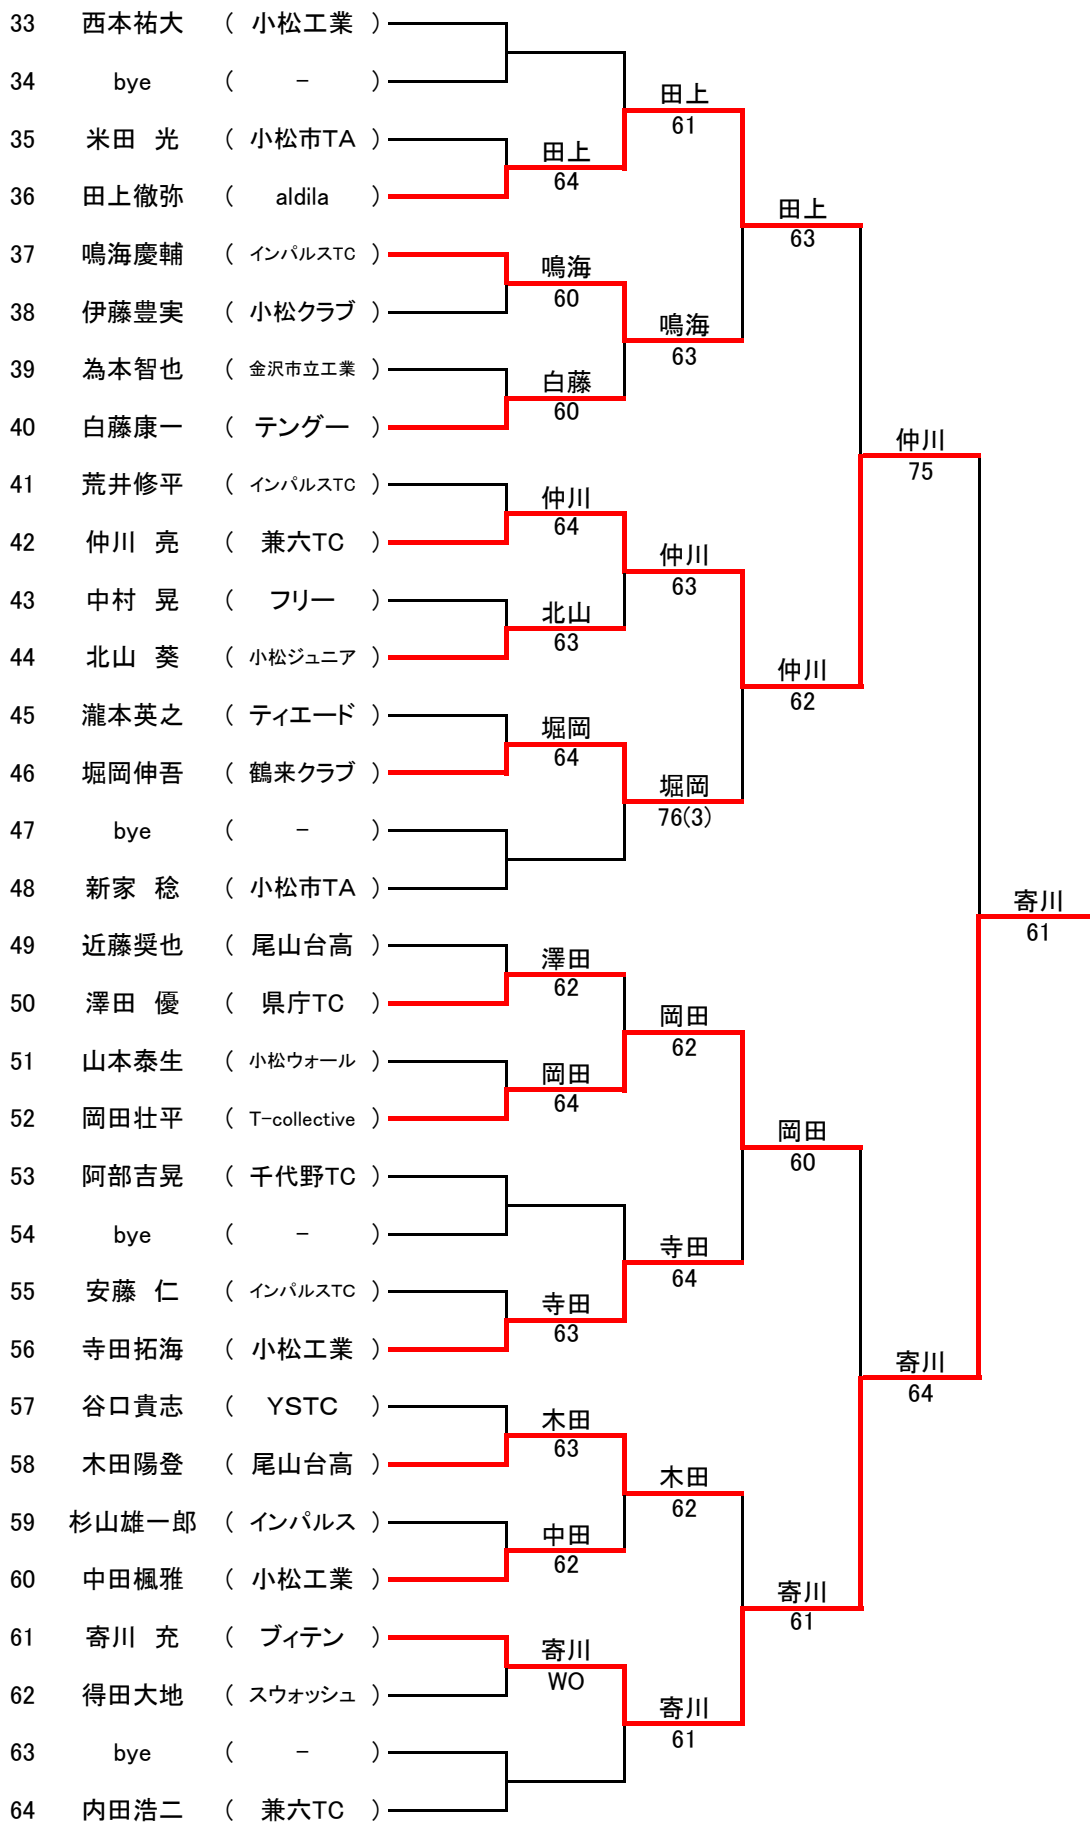 33 西本祐大 ( 小松工業 )
34 bye ( - )
田上
35 米田 光 ( 小松市TA ) 61
田上
64
36 田上徹弥 ( aldila )
田上
63
37 鳴海慶輔 ( インパルスTC )
鳴海
60
38 伊藤豊実 ( 小松クラブ )
鳴海
63
39 為本智也 ( 金沢市立工業 )
白藤
60
40 白藤康一 ( テングー )
仲川
75
41 荒井修平 ( インパルスTC )
仲川
64
42 仲川 亮 ( 兼六TC )
仲川
63
43 中村 晃 ( フリー )
北山
63
44 北山 葵 ( 小松ジュニア )
仲川
62
45 瀧本英之 ( ティエード )
堀岡
64
46 堀岡伸吾 ( 鶴来クラブ )
堀岡
76(3)
47 bye ( - )
48 新家 稔 ( 小松市TA )
寄川
61
49 近藤奨也 ( 尾山台高 )
澤田
62
50 澤田 優 ( 県庁TC )
岡田
62
51 山本泰生 ( 小松ウォール )
岡田
64
52 岡田壮平 ( T-collective )
岡田
60
53 阿部吉晃 ( 千代野TC )
54 bye ( - )
寺田
64
55 安藤 仁 ( インパルスTC )
寺田
63
56 寺田拓海 ( 小松工業 )
寄川
64
57 谷口貴志 ( YSTC )
木田
63
58 木田陽登 ( 尾山台高 )
木田
62
59 杉山雄一郎 ( インパルス )
中田
62
60 中田楓雅 ( 小松工業 )
寄川
61
61 寄川 充 ( ブィテン )
寄川
WO
62 得田大地 ( スウォッシュ )
寄川
61
63 bye ( - )
64 内田浩二 ( 兼六TC )